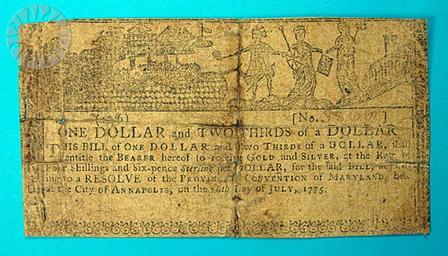 [No.
ONE DOLLAR and TWO THIRDS of a DOLLAR
THIS BILL of ONE DOLLAR and TWO THIRDS of a DOLLAR, shall
entitle the BEARER hereof to receive GOLD and SILVER, at the Rate
Four Shillings and Six-pence Sterling per DOLLAR, for the said BILL,
ing to a RESOLVE of the PROVINCIAL CONVENTION of MARYLAND, held
at the City of ANNAPOLIS, on the 26th Day of JULY, 1775.